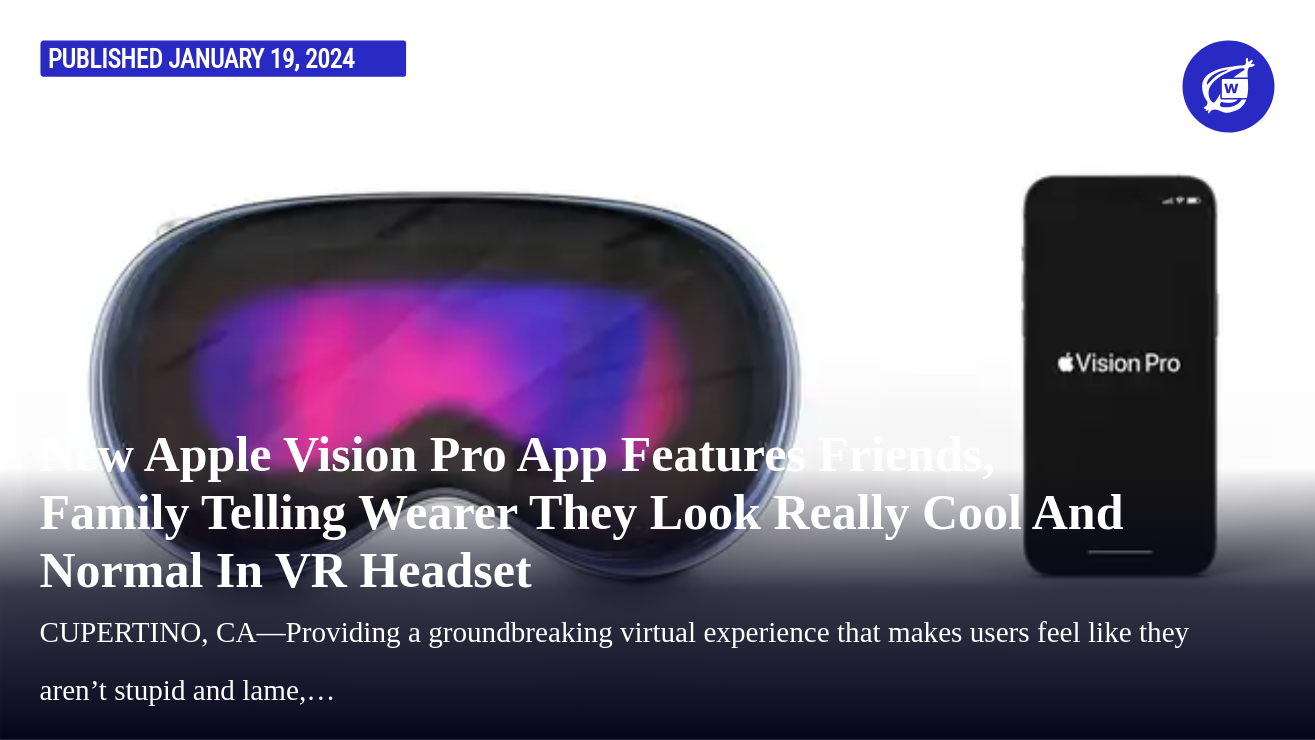 PUBLISHED JANUARY 19, 2024
W
Vision Pro
New Apple Vision Pro App Features Friends,
Family Telling Wearer They Look Really Cool And
Normal In VR Headset
CUPERTINO, CA—Providing a groundbreaking virtual experience that makes users feel like they
aren’t stupid and lame,…